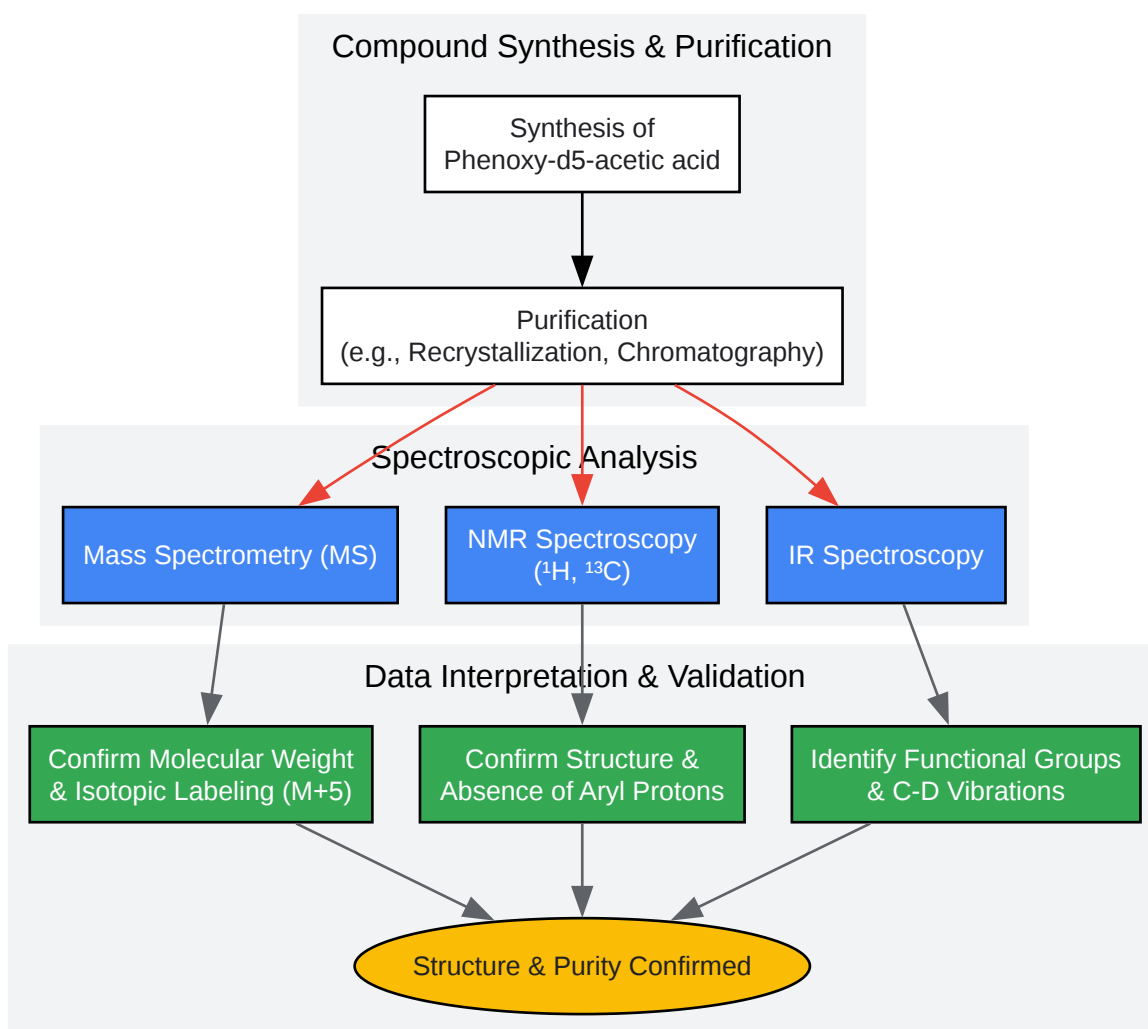 Compound Synthesis & Purification
Synthesis of
Phenoxy-d5-acetic acid
Purification
(e.g., Recrystallization, Chromatography)
Spectroscopic Analysis
Mass Spectrometry (MS)
NMR Spectroscopy
(¹H, ¹³C)
IR Spectroscopy
Data Interpretation & Validation
Confirm Molecular Weight
& Isotopic Labeling (M+5)
Confirm Structure &
Absence of Aryl Protons
Identify Functional Groups
& C-D Vibrations
Structure & Purity Confirmed